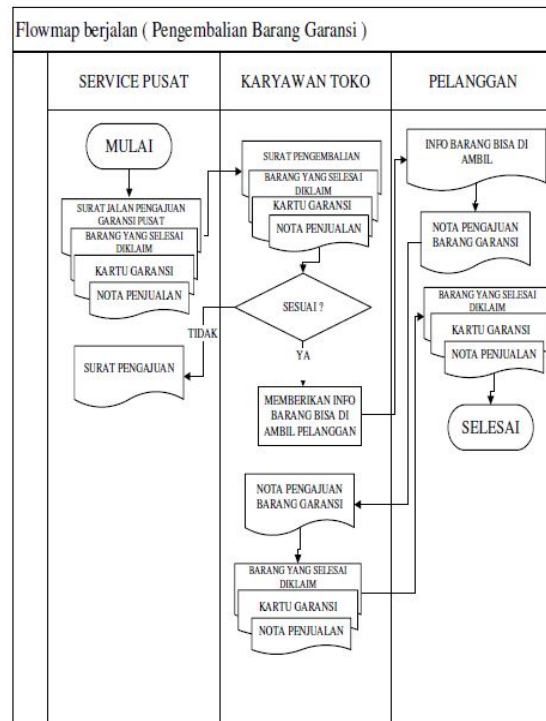 Flowmap berjalan ( Pengembalian Barang Garansi )
SERVICE PUSAT
KARYAWAN TOKO
PELANGGAN
MULAI
SURAT JALAN PENGAJUAN
GARANSI PUSAT
BARANG YANG SELESAI
DIKLAIM
KARTU GARANSI
NOTA PENJUALAN
SURAT PENGAJUAN
SURAT PENGEMBALIAN
BARANG YANG SELESAI
DIKLAIM
KARTU GARANSI
NOTA PENJUALAN
SESUAI ?
TIDAK
YA
MEMBERIKAN INFO
BARANG BISA DI
AMBIL PELANGGAN
NOTA PENGAJUAN
BARANG GARANSI
BARANG YANG SELESAI
DIKLAIM
KARTU GARANSI
NOTA PENJUALAN
INFO BARANG BISA DI
AMBIL
NOTA PENGAJUAN
BARANG GARANSI
BARANG YANG SELESAI
DIKLAIM
KARTU GARANSI
NOTA PENJUALAN
SELESAI